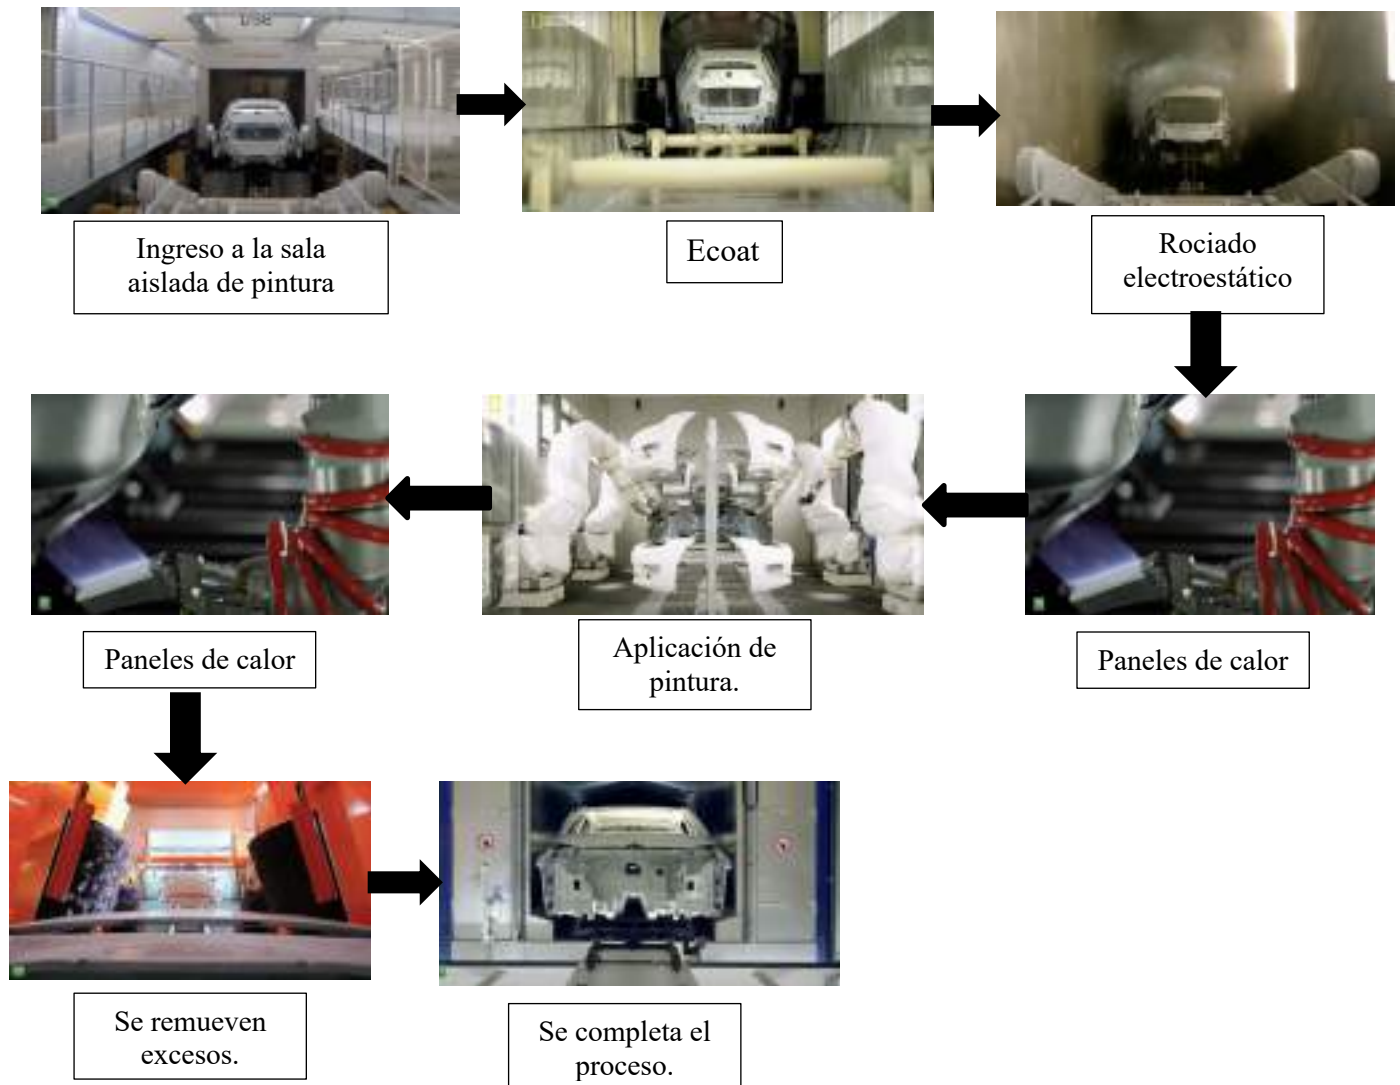 Ingreso a la sala
aislada de pintura
Ecoat
Rociado
electroestático
Paneles de calor
Aplicación de
pintura.
Paneles de calor
Se remueven
excesos.
Se completa el
proceso.